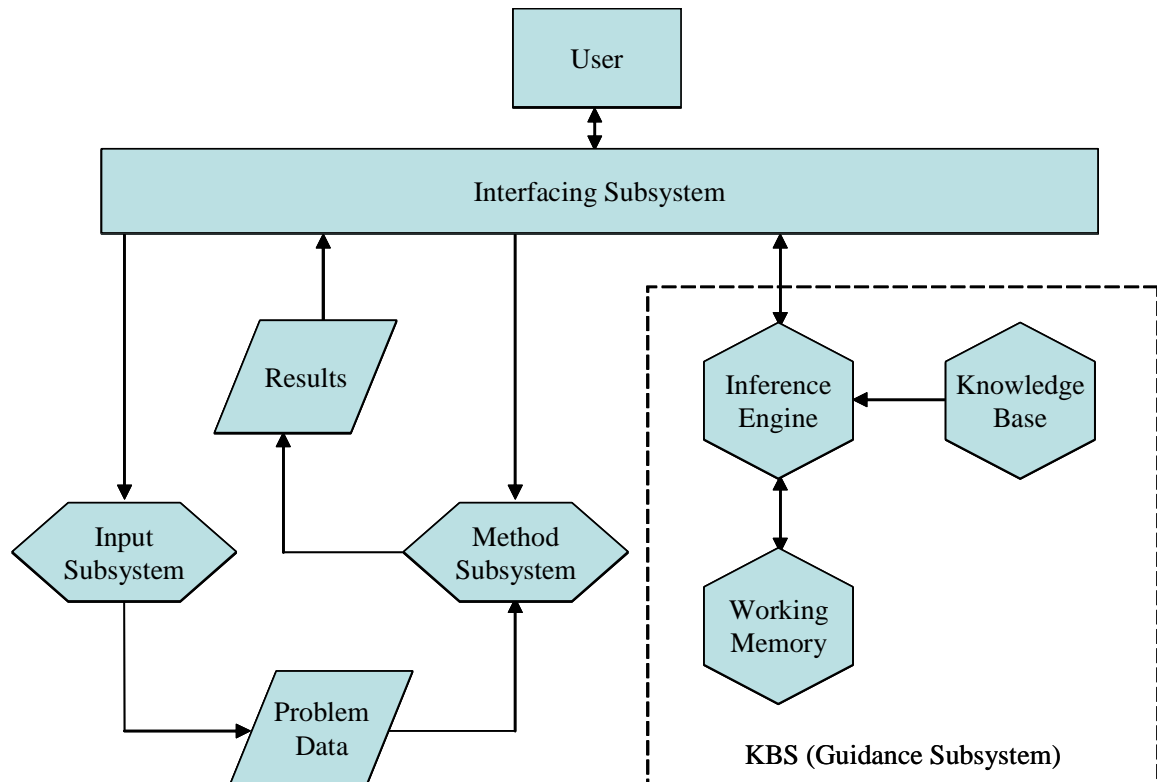 User
Interfacing Subsystem
Results
Inference
Engine
Knowledge
Base
Input
Subsystem
Method
Subsystem
Working
Memory
Problem
Data
KBS (Guidance Subsystem)